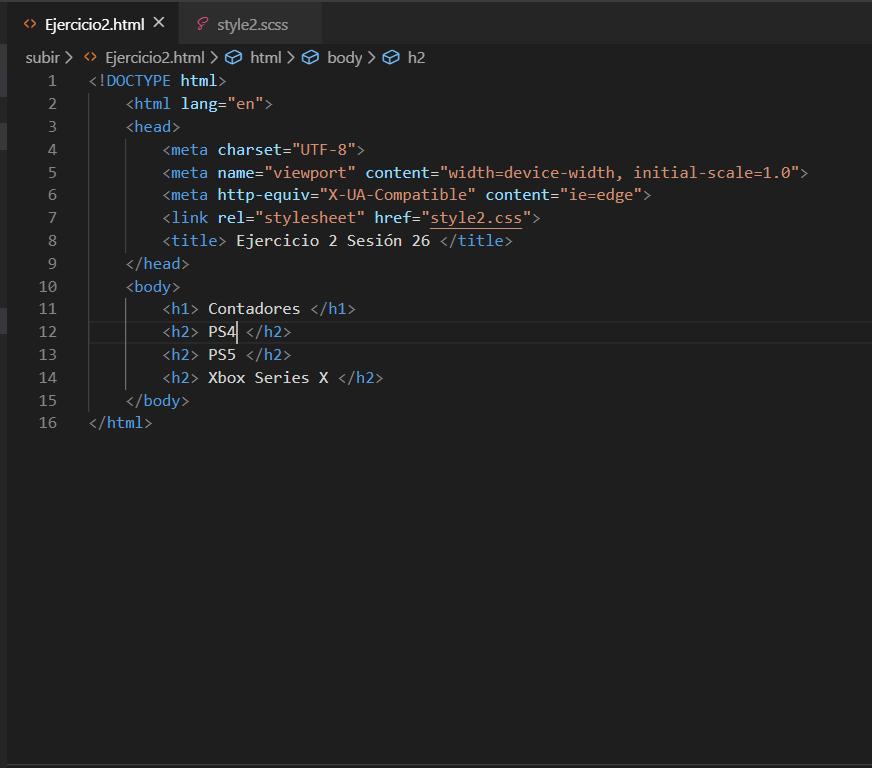 Ejercicio2.html style2.scss
subir > Ejercicio2.html > html > body > h2
1 <!DOCTYPE html>
2 <html lang="en">
3 <head>
4 <meta charset="UTF-8">
5 <meta name="viewport" content="width=device-width, initial-scale=1.0">
6 <meta http-equiv="X-UA-Compatible" content="ie=edge">
7 <link rel="stylesheet" href="style2.css">
8 <title> Ejercicio 2 Sesión 26 </title>
9 </head>
10 <body>
11 <h1> Contadores </h1>
12 <h2> PS4 </h2>
13 <h2> PS5 </h2>
14 <h2> Xbox Series X </h2>
15 </body>
16 </html>